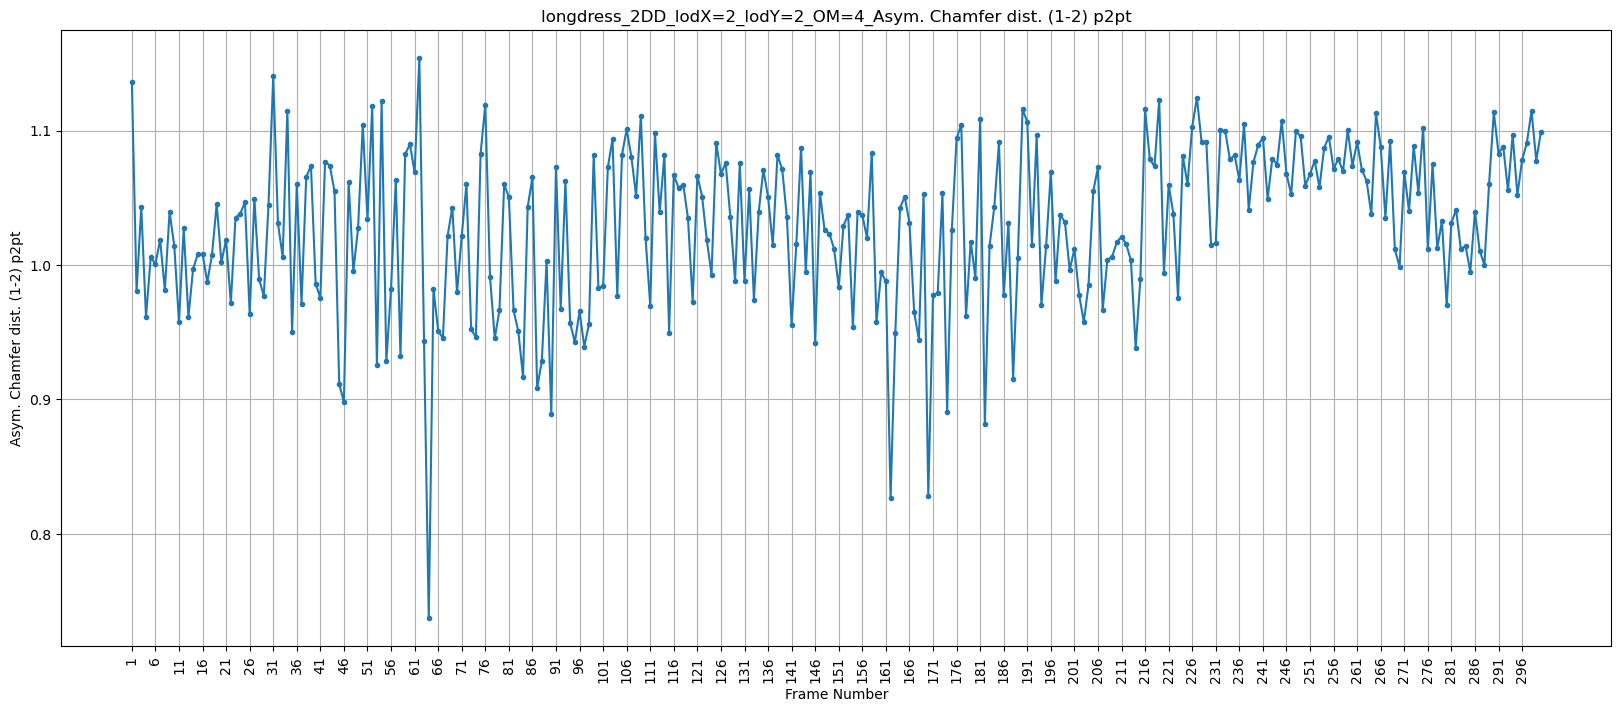 longdress_2DD_lodX=2_lodY=2_OM=4_Asym. Chamfer dist. (1-2) p2pt
Asym. Chamfer dist. (1-2) p2pt
1.1
1.0
0.9
0.8
1 6 11 16 21 26 31 36 41 46 51 56 61 66 71 76 81 86 91 96 101 106 111 116 121 126 131 136 141 146 151 156 161 166 171 176 181 186 191 196 201 206 211 216 221 226 231 236 241 246 251 256 261 266 271 276 281 286 291 296
Frame Number